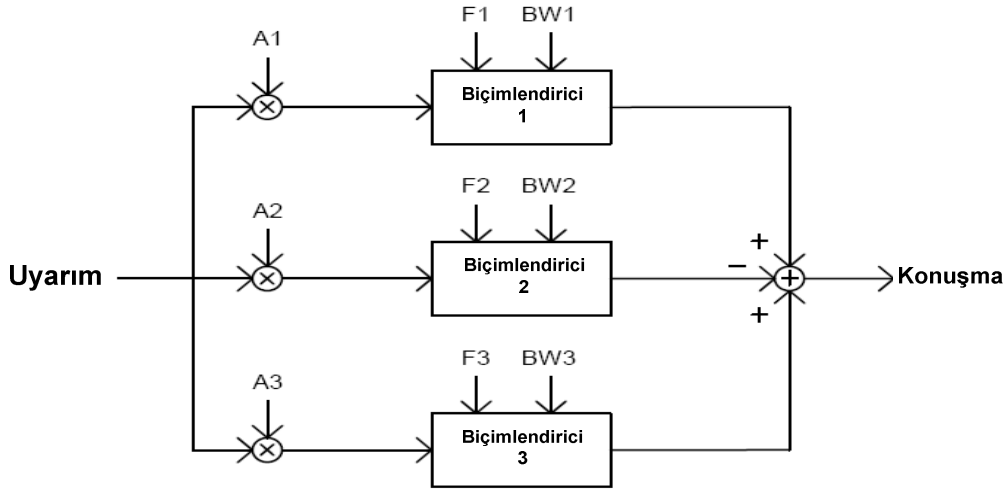 F1 BW1
A1
Biçimlendirici
1
F2 BW2
A2
Biçimlendirici
2
Uyarım
+
−
+
Konuşma
+
F3 BW3
A3
Biçimlendirici
3